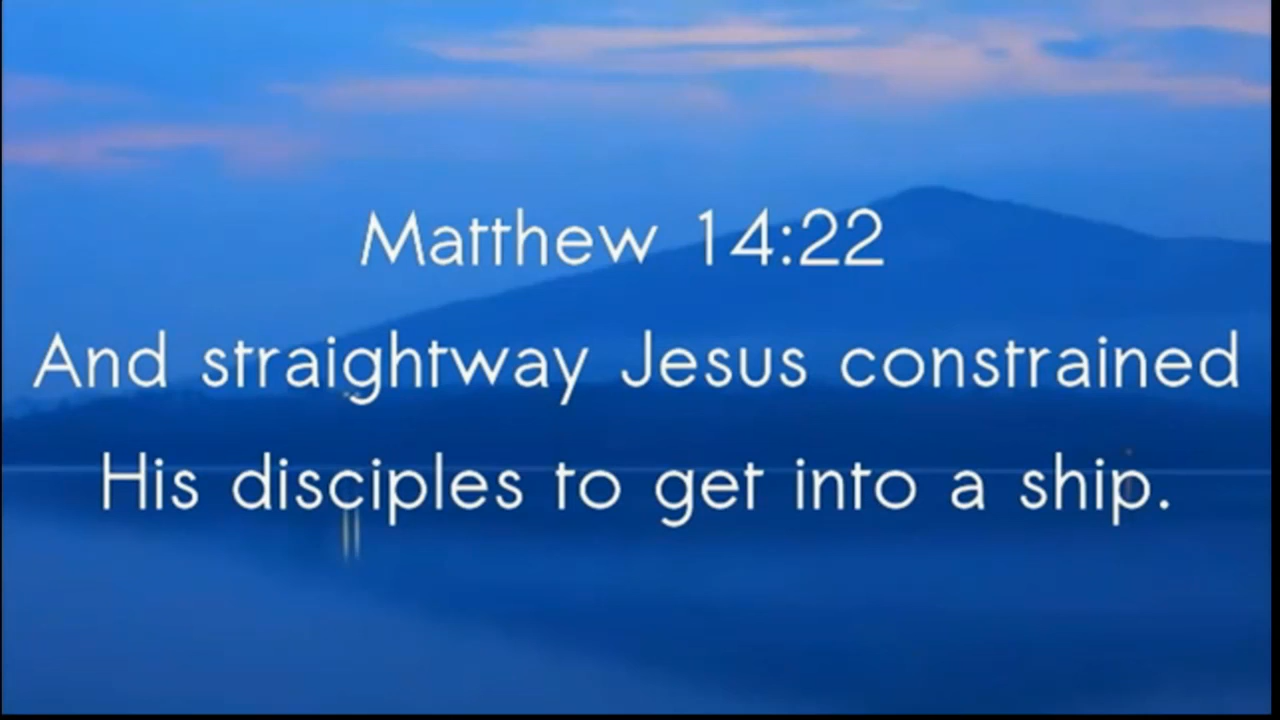 Matthew 14:22
And straightway Jesus constrained
His disciples to get into a ship.